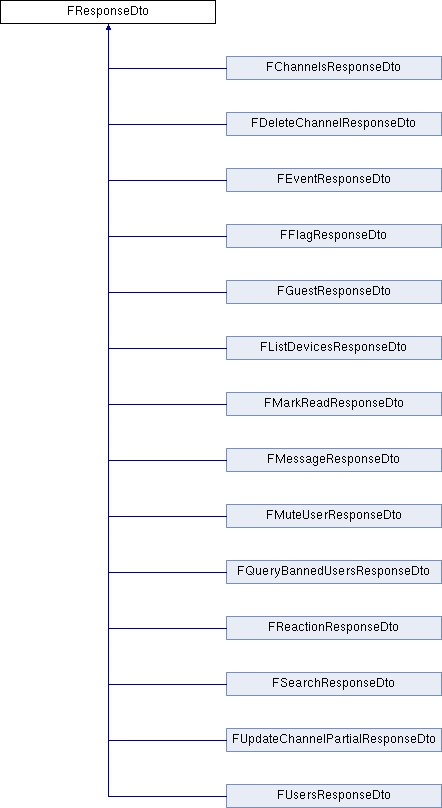 FResponseDto
FChannelsResponseDto
FDeleteChannelResponseDto
FEventResponseDto
FFlagResponseDto
FGuestResponseDto
FListDevicesResponseDto
FMarkReadResponseDto
FMessageResponseDto
FMuteUserResponseDto
FQueryBannedUsersResponseDto
FReactionResponseDto
FSearchResponseDto
FUpdateChannelPartialResponseDto
FUsersResponseDto